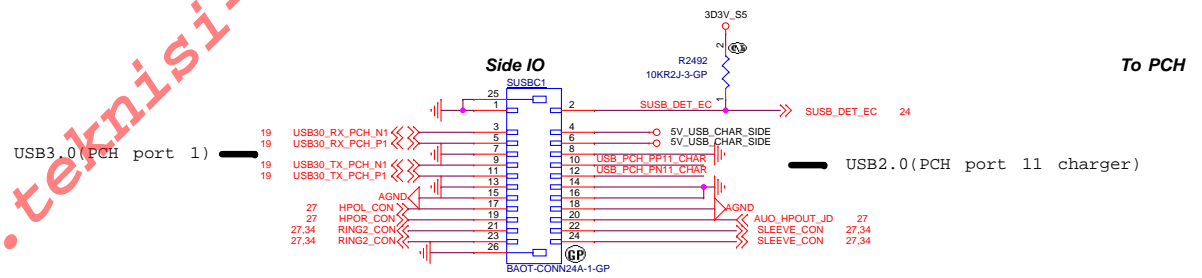 3D3V_S5
2
R2492
10KR2J-3-GP
1
Side IO
To PCH
SUSBC1
25
1
2
SUSB_DET_EC
SUSB_DET_EC 24
19 USB30_RX_PCH_N1
3
4
5V_USB_CHAR_SIDE
19 USB30_RX_PCH_P1
5
6
5V_USB_CHAR_SIDE
USB3.0(PCH port 1)
7
8
19 USB30_TX_PCH_N1
9
10
USB_PCH_PP11_CHAR
USB2.0(PCH port 11 charger)
19 USB30_TX_PCH_P1
11
12
USB_PCH_PN11_CHAR
13
14
AGND
15
16
27 HPOL_CON
17
18
AGND
27 HPOR_CON
19
20
AUO_HPOUT_JD 27
27,34 RING2_CON
21
22
SLEEVE_CON 27,34
27,34 RING2_CON
23
24
SLEEVE_CON 27,34
26
GP
BAOT-CONN24A-1-GP
.teknisi